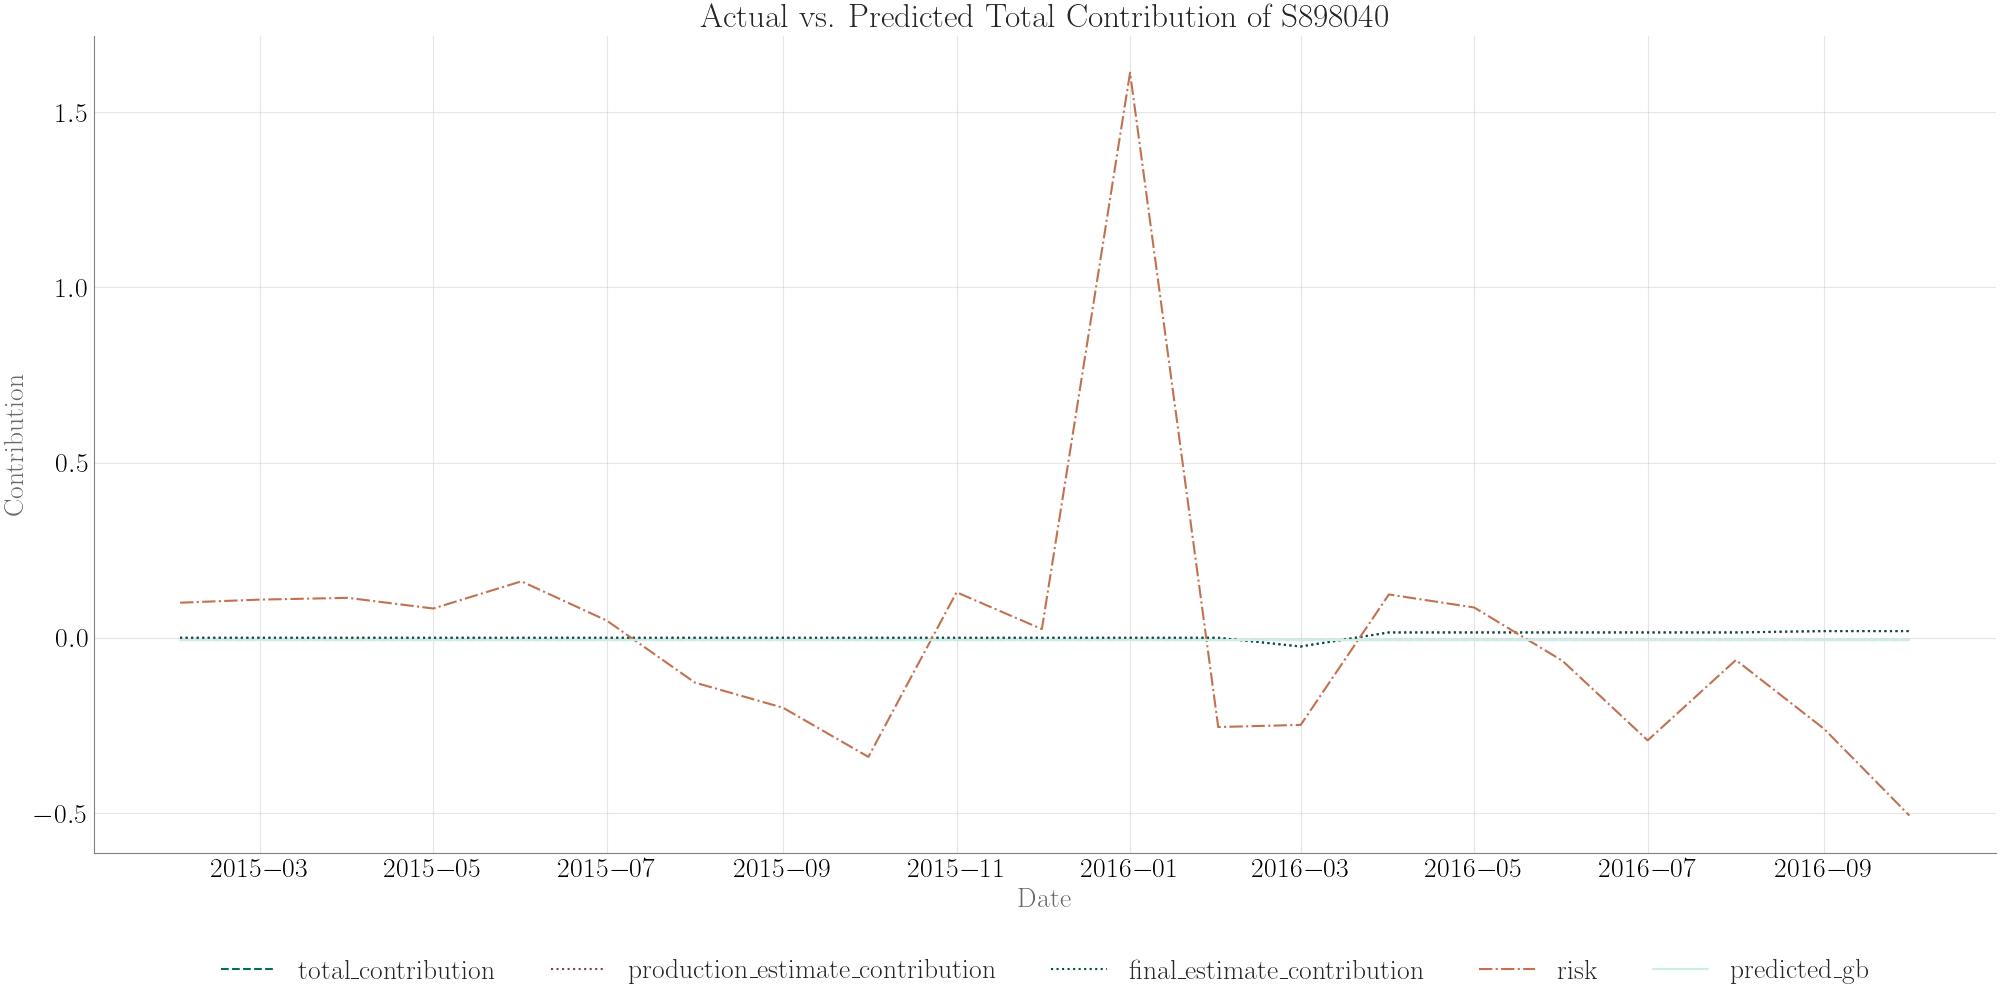 Actual vs. Predicted Total Contribution of S898040
Contribution
1.5
1.0
0.5
0.0
−0.5
2015−03 2015−05 2015−07 2015−09 2015−11 2016−01 2016−03 2016−05 2016−07 2016−09
Date
total_contribution production_estimate_contribution final_estimate_contribution risk predicted_gb